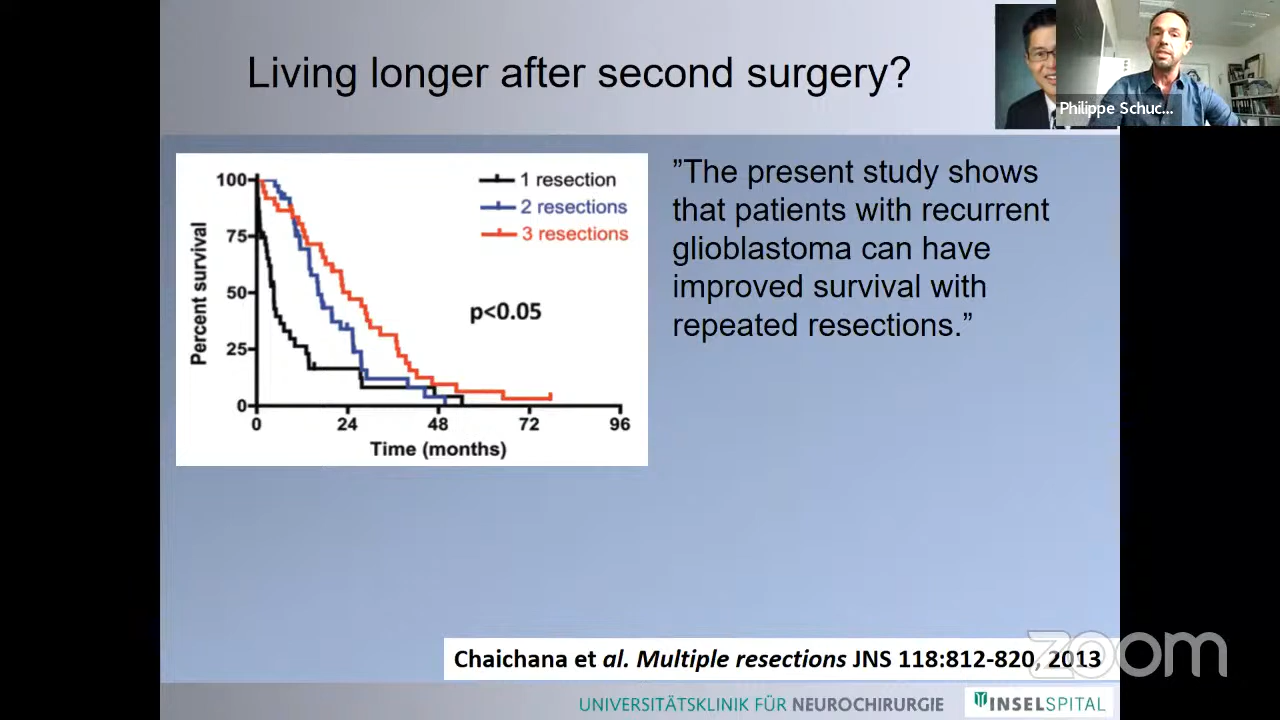 Living longer after second surgery?
Philippe Schuc...
1 resection
2 resections
3 resections
100
75
50
25
0
Percent survival
p<0.05
0 24 48 72 96
Time (months)
”The present study shows
that patients with recurrent
glioblastoma can have
improved survival with
repeated resections.”
Chaichana et al. Multiple resections JNS 118:812-820, 2013
zoom
UNIVERSITÄTSKLINIK FÜR NEUROCHIRURGIE
INSELSPITAL